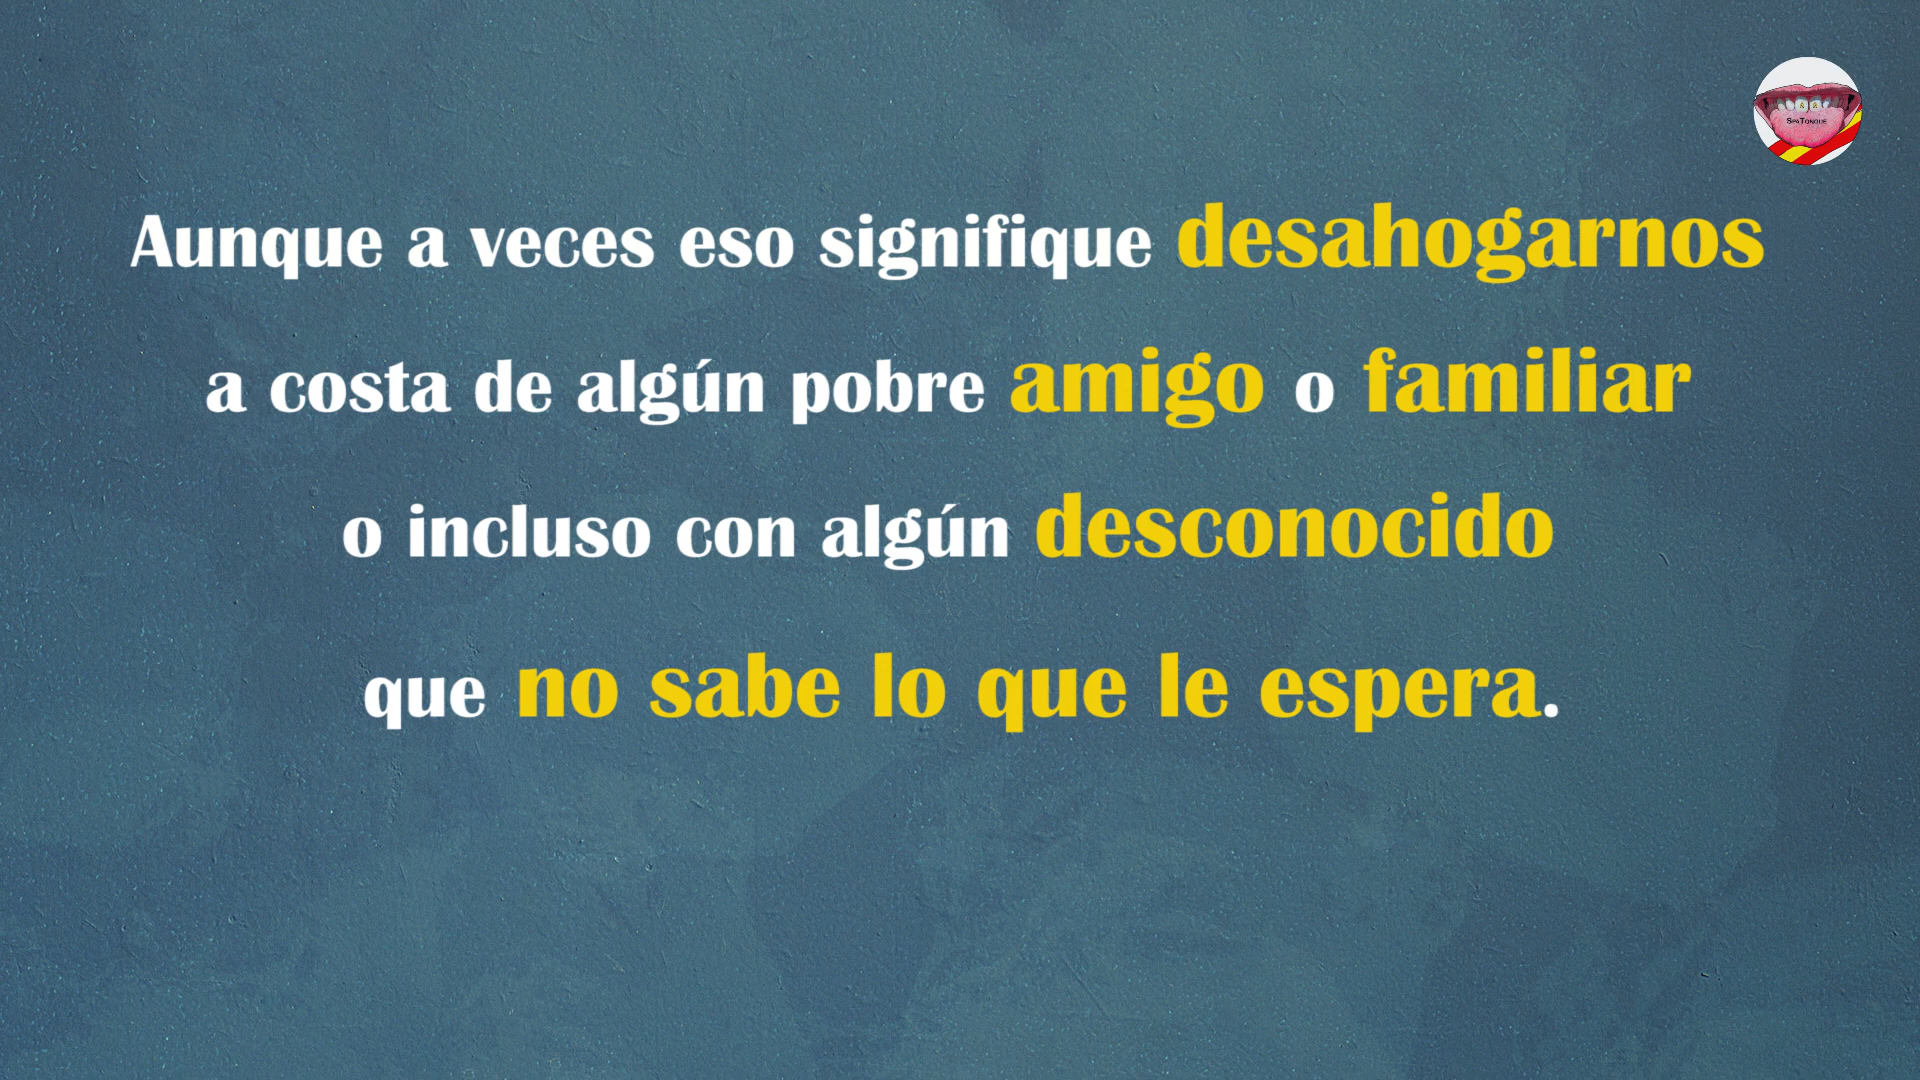 SpaTongue
Aunque a veces eso signifique desahogarnos
a costa de algún pobre amigo o familiar
o incluso con algún desconocido
que no sabe lo que le espera.